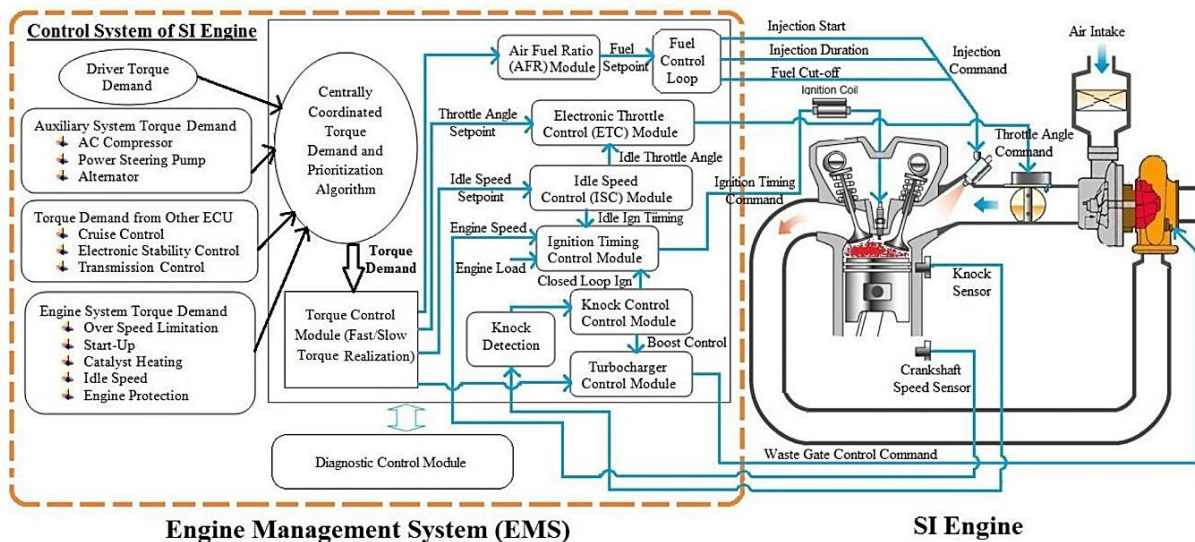 Control System of SI Engine
Driver Torque
Demand
Auxiliary System Torque Demand
AC Compressor
Power Steering Pump
Alternator
Torque Demand from Other ECU
Cruise Control
Electronic Stability Control
Transmission Control
Engine System Torque Demand
Over Speed Limitation
Start-Up
Catalyst Heating
Idle Speed
Engine Protection
Centrally
Coordinated
Torque
Demand and
Prioritization
Algorithm
Torque
Demand
Torque Control
Module (Fast/Slow
Torque Realization)
Diagnostic Control Module
Air Fuel Ratio
(AFR) Module
Fuel
Setpoint
Fuel
Control
Loop
Throttle Angle
Setpoint
Electronic Throttle
Control (ETC) Module
Idle Throttle Angle
Idle Speed
Setpoint
Idle Speed
Control (ISC) Module
Idle Ign Tiiming
Engine Speed
Engine Load
Ignition Timing
Control Module
Closed Loop Ign
Knock
Detection
Knock Control
Control Module
Boost Control
Turbocharger
Control Module
Injection Start
Injection Duration
Fuel Cut-off
Injection
Command
Ignition Coil
Ignition Timing
Command
Air Intake
Throttle Angle
Command
Knock
Sensor
Crankshaft
Speed Sensor
Waste Gate Control Command
Engine Management System (EMS)
SI Engine